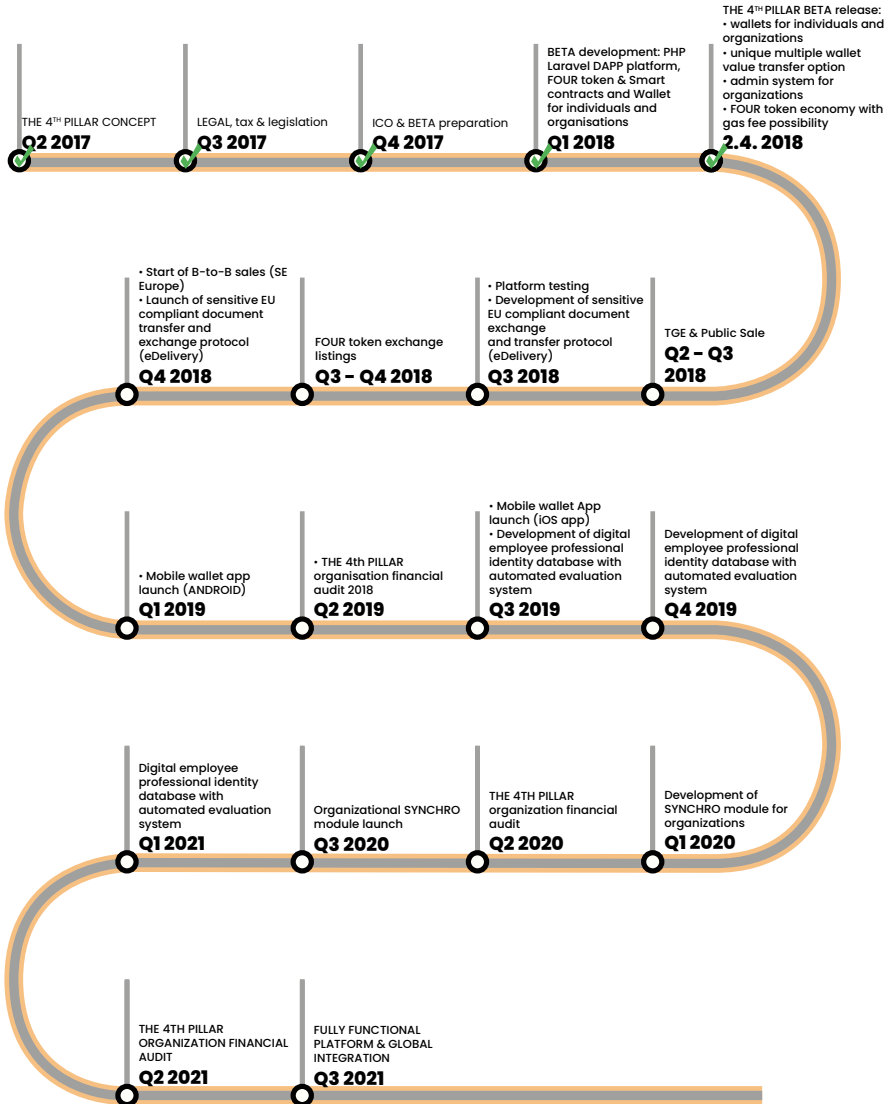 THE 4TH PILLAR CONCEPT
Q2 2017
LEGAL, tax & legislation
Q3 2017
ICO & BETA preparation
Q4 2017
BETA development: PHP
Laravel DAPP platform,
FOUR token & Smart
contracts and Wallet
for individuals and
organisations
Q1 2018
THE 4TH PILLAR BETA release:
• wallets for individuals and
organizations
• unique multiple wallet
value transfer option
• admin system for
organizations
• FOUR token economy with
gas fee possibility
2.4. 2018
TGE & Public Sale
Q2 – Q3
2018
• Platform testing
• Development of sensitive
EU compliant document
exchange
and transfer protocol
(eDelivery)
Q3 2018
FOUR token exchange
listings
Q3 – Q4 2018
• Start of B-to-B sales (SE
Europe)
• Launch of sensitive EU
compliant document
transfer and
exchange protocol
(eDelivery)
Q4 2018
• Mobile wallet app
launch (ANDROID)
Q1 2019
• THE 4th PILLAR
organisation financial
audit 2018
Q2 2019
• Mobile wallet App
launch (iOS app)
• Development of digital
employee professional
identity database with
automated evaluation
system
Q3 2019
Development of digital
employee professional
identity database with
automated evaluation
system
Q4 2019
Development of
SYNCHRO module for
organizations
Q1 2020
THE 4TH PILLAR
organization financial
audit
Q2 2020
Organizational SYNCHRO
module launch
Q3 2020
Digital employee
professional identity
database with
automated evaluation
system
Q1 2021
THE 4TH PILLAR
ORGANIZATION FINANCIAL
AUDIT
Q2 2021
FULLY FUNCTIONAL
PLATFORM & GLOBAL
INTEGRATION
Q3 2021